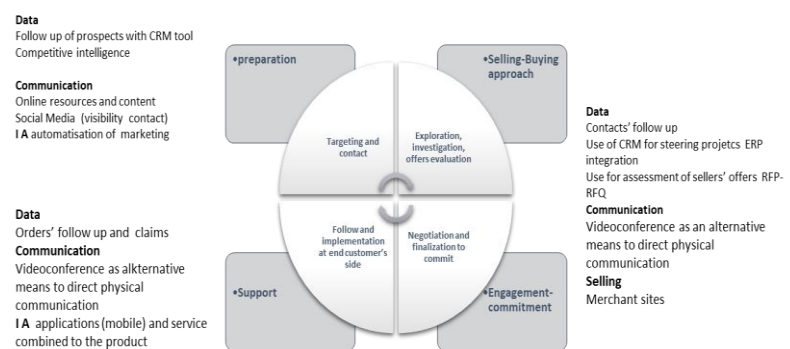 Data
Follow up of prospects with CRM tool
Competitive intelligence
Communication
Online resources and content
Social Media (visibility contact)
I A automatisation of marketing
•preparation
Targeting and
contact
•Selling-Buying
approach
Exploration,
investigation,
offers evaluation
Data
Contacts' follow up
Use of CRM for steering projetcs ERP
integration
Use for assessment of sellers' offers RFP-
RFQ
Communication
Videoconference as an alternative
means to direct physical
communication
Selling
Merchant sites
Data
Orders' follow up and claims
Communication
Videoconference as alkternative
means to direct physical
communication
I A applications (mobile) and service
combined to the product
•Support
Follow and
implementation
at end customer's
side
Negotiation and
finalization to
commit
•Engagement-
commitment